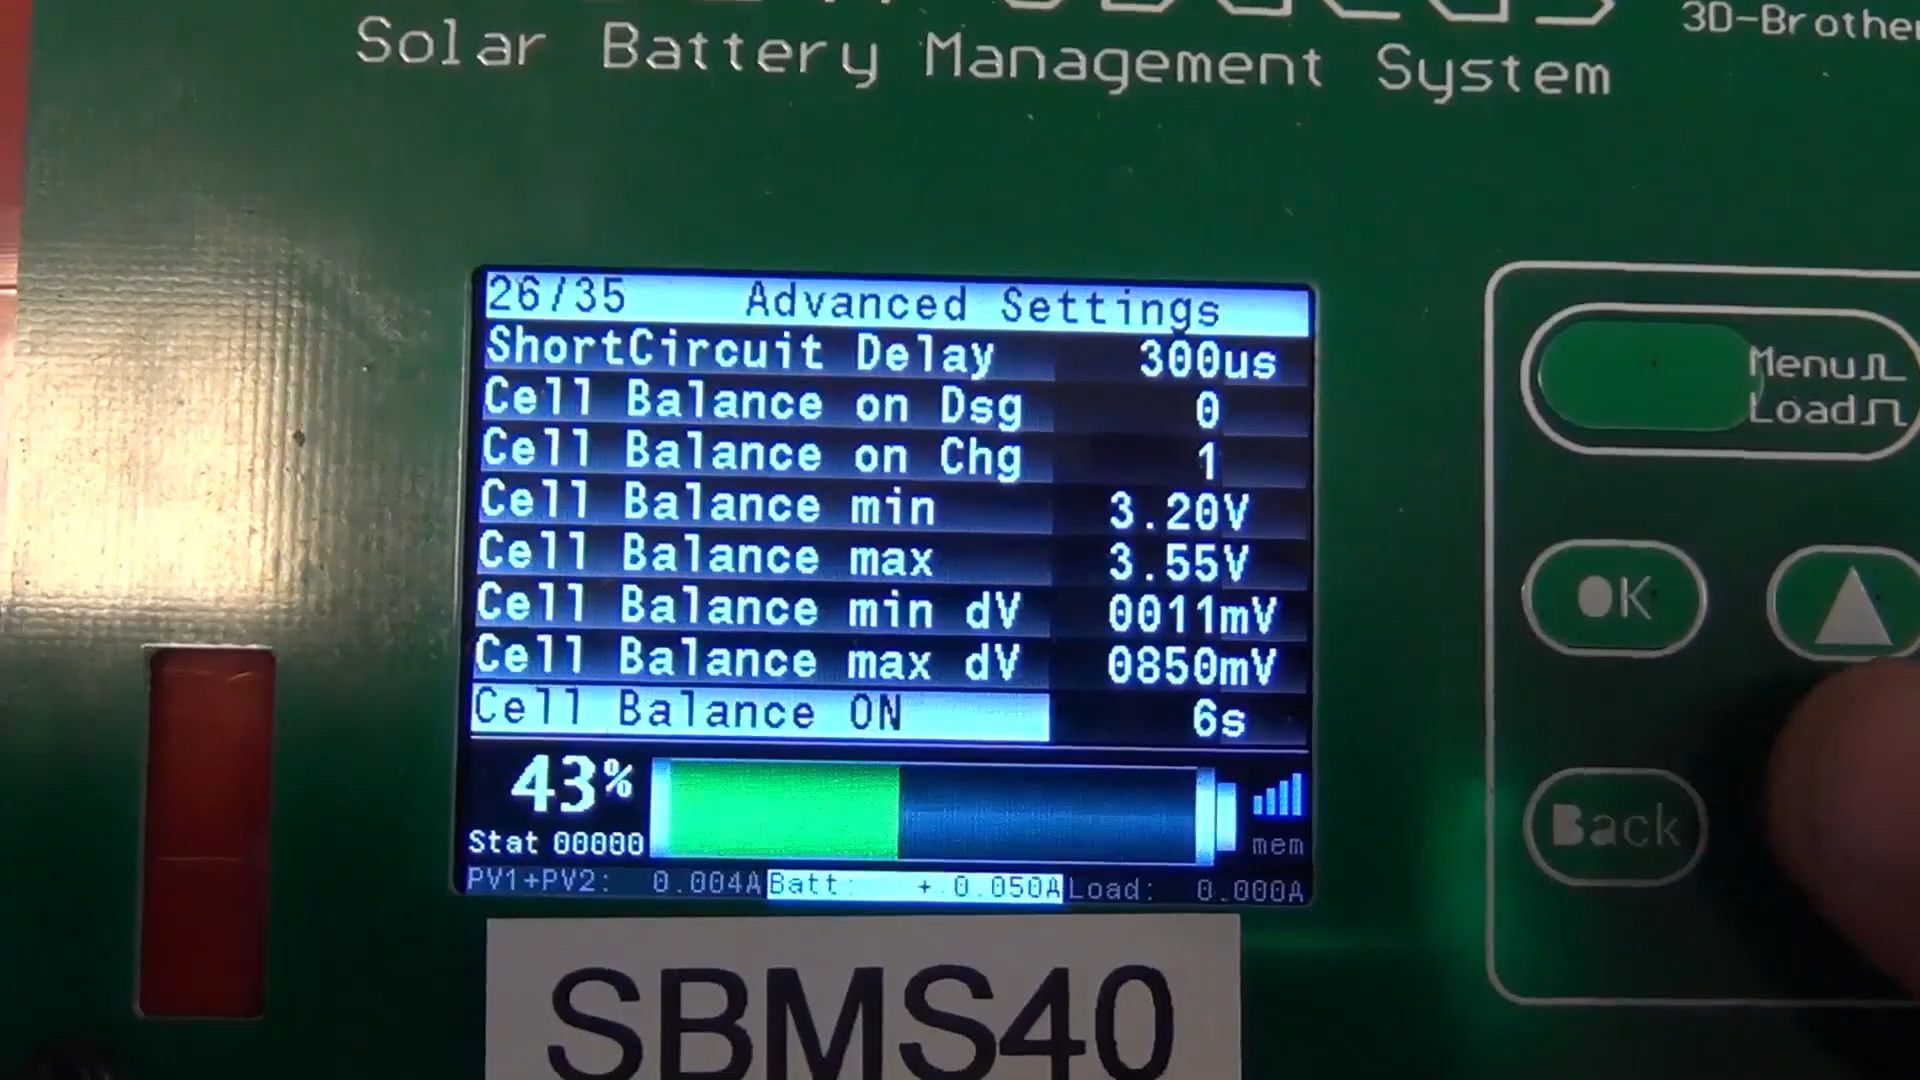 3D-Brother
Solar Battery Management System
26/35 Advanced Settings
ShortCircuit Delay 300us
Cell Balance on Dsg 0
Cell Balance on Chg 1
Cell Balance min 3.20V
Cell Balance max 3.55V
Cell Balance min dV 0011mV
Cell Balance max dV 0850mV
Cell Balance ON 6s
43%
Stat 00000
mem
PV1+PV2: 0.004A Batt: + 0.050A Load: 0.000A
SBMS40
Menu
Load
OK
Back